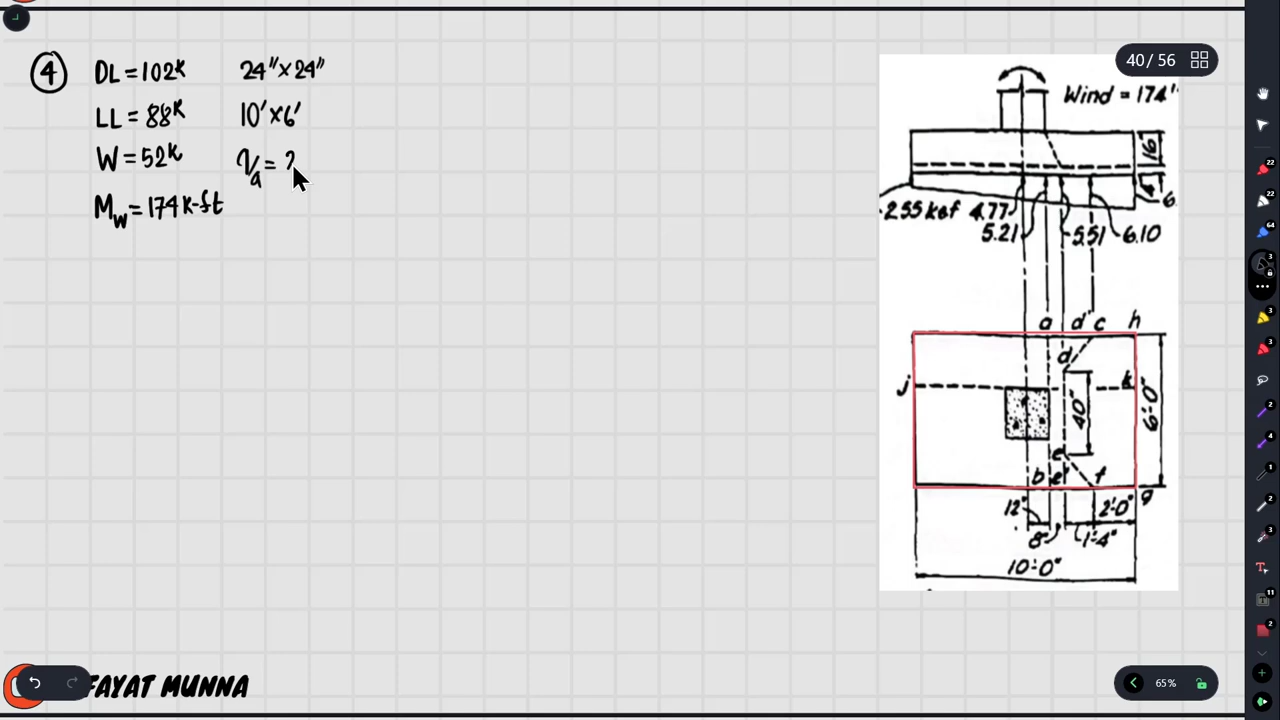 4
DL = 102K 24" × 24"
LL = 88K 10' × 6'
W = 52K
Va = ?
Mw = 174 K-ft
40 / 56
Wind = 174'
16"
6
2.55 ksf 4.77
5.21 5.51 6.10
a d' c h
d
j k
40"
6'-0"
e
b e' f g
12" 2'-0"
8" 1'-4"
10'-0"
FAYAT MUNNA
65%